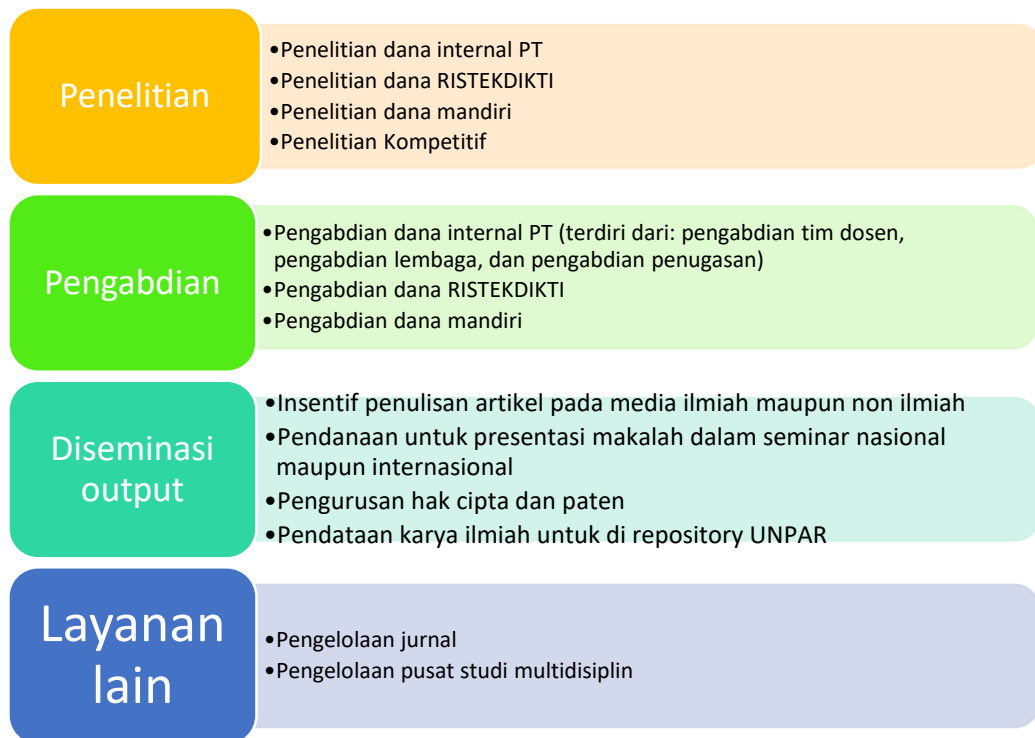 Penelitian
•Penelitian dana internal PT
•Penelitian dana RISTEKDIKTI
•Penelitian dana mandiri
•Penelitian Kompetitif
Pengabdian
•Pengabdian dana internal PT (terdiri dari: pengabdian tim dosen,
pengabdian lembaga, dan pengabdian penugasan)
•Pengabdian dana RISTEKDIKTI
•Pengabdian dana mandiri
Diseminasi
output
•Insentif penulisan artikel pada media ilmiah maupun non ilmiah
•Pendanaan untuk presentasi makalah dalam seminar nasional
maupun internasional
•Pengurusan hak cipta dan paten
•Pendataan karya ilmiah untuk di repository UNPAR
Layanan
lain
•Pengelolaan jurnal
•Pengelolaan pusat studi multidisiplin